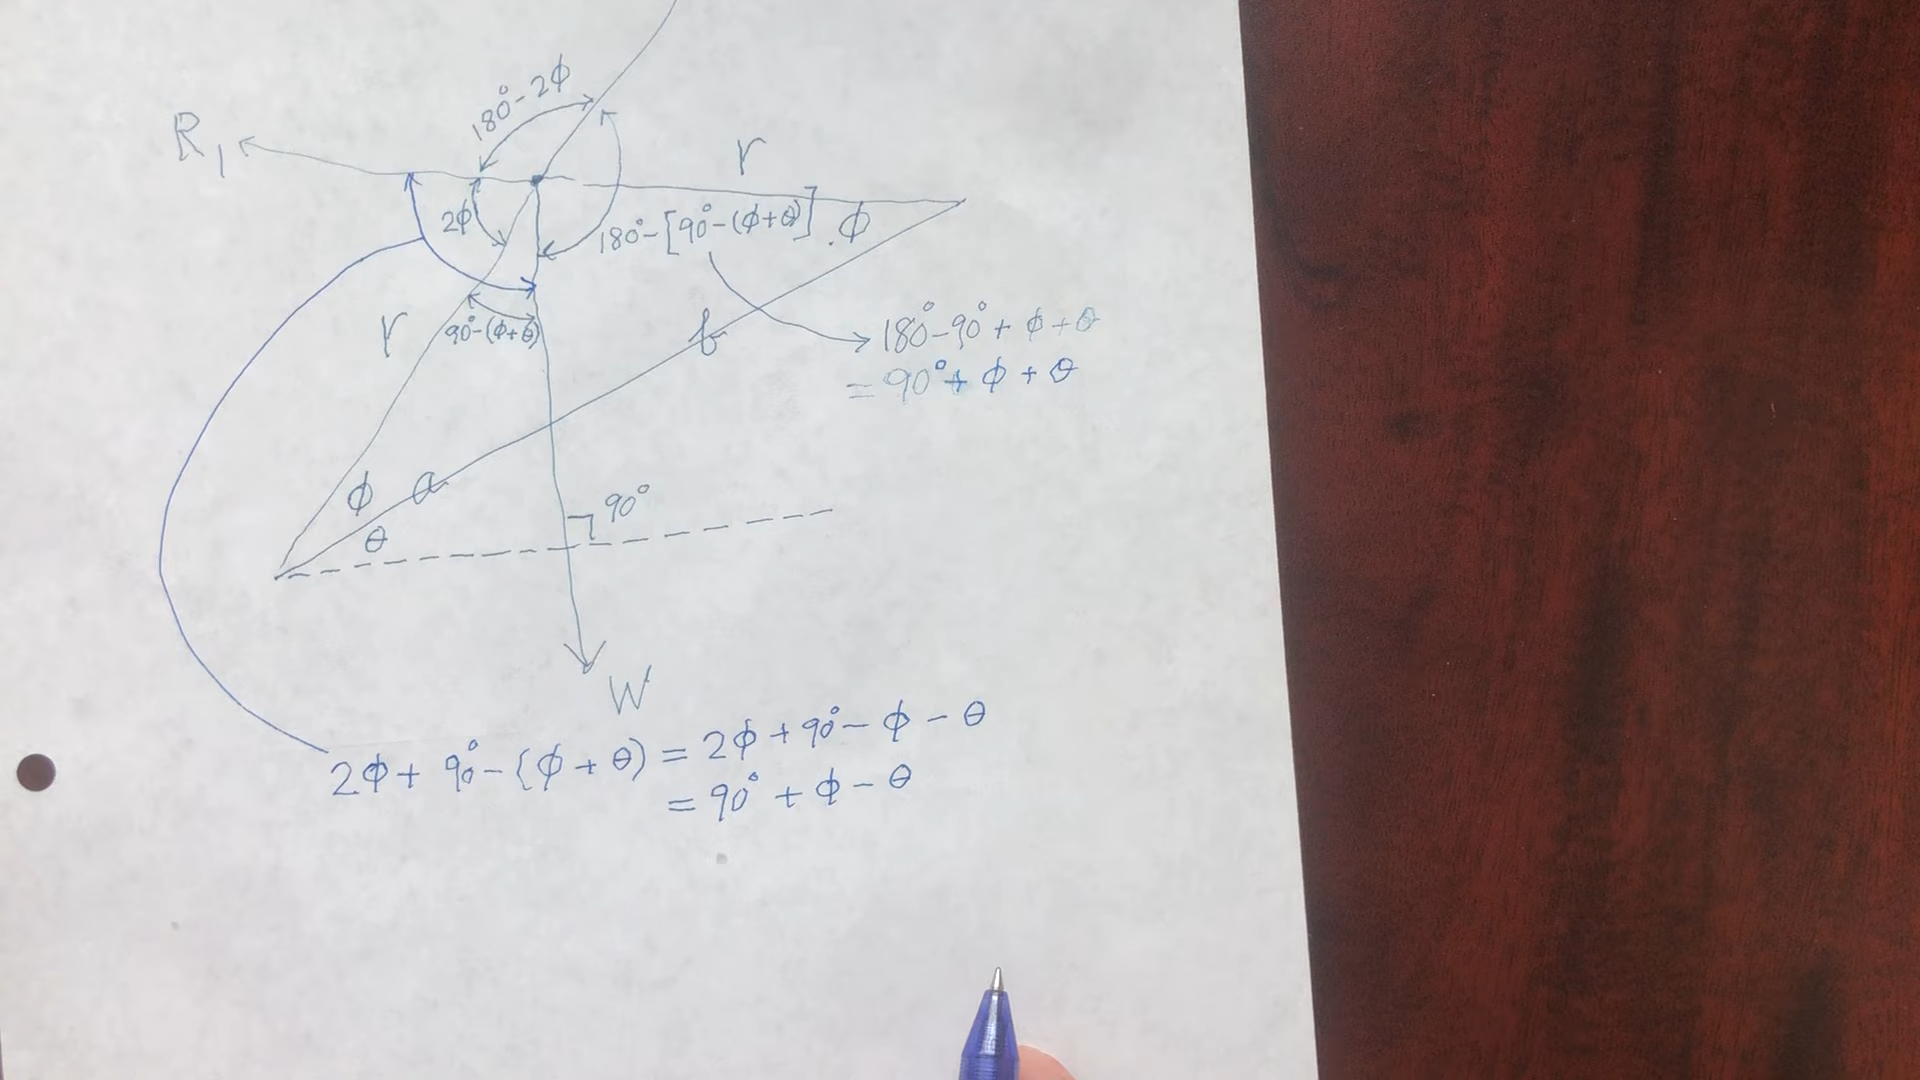 180° - 2ϕ
R₁
r
2ϕ
180° - [90° - (ϕ+θ)]
ϕ
r
90° - (ϕ+θ)
b
180° - 90° + ϕ + θ
= 90° + ϕ + θ
ϕ
a
90°
θ
W
2ϕ + 90° - (ϕ + θ) = 2ϕ + 90° - ϕ - θ
= 90° + ϕ - θ